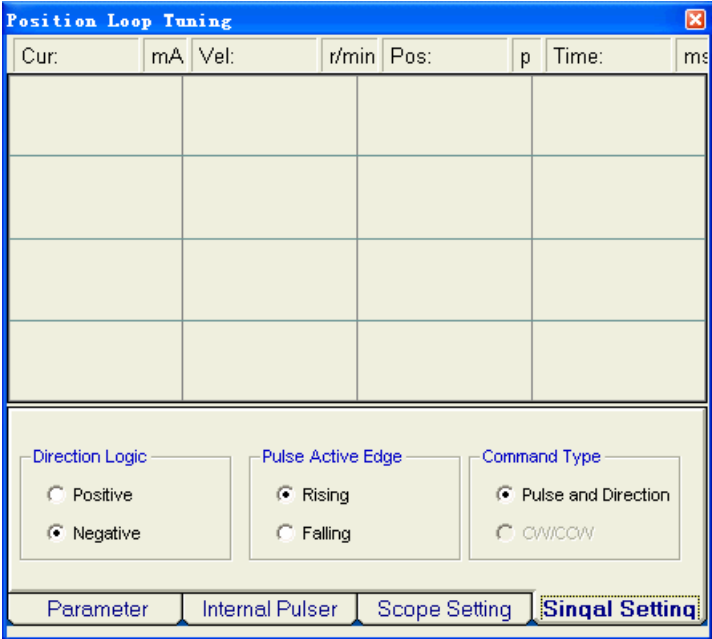 Position Loop Tuning
Cur: mA Vel: r/min Pos: p Time: ms
Direction Logic Pulse Active Edge Command Type
Positive Rising Pulse and Direction
Negative Falling CW/CCW
Parameter Internal Pulser Scope Setting Singal Setting